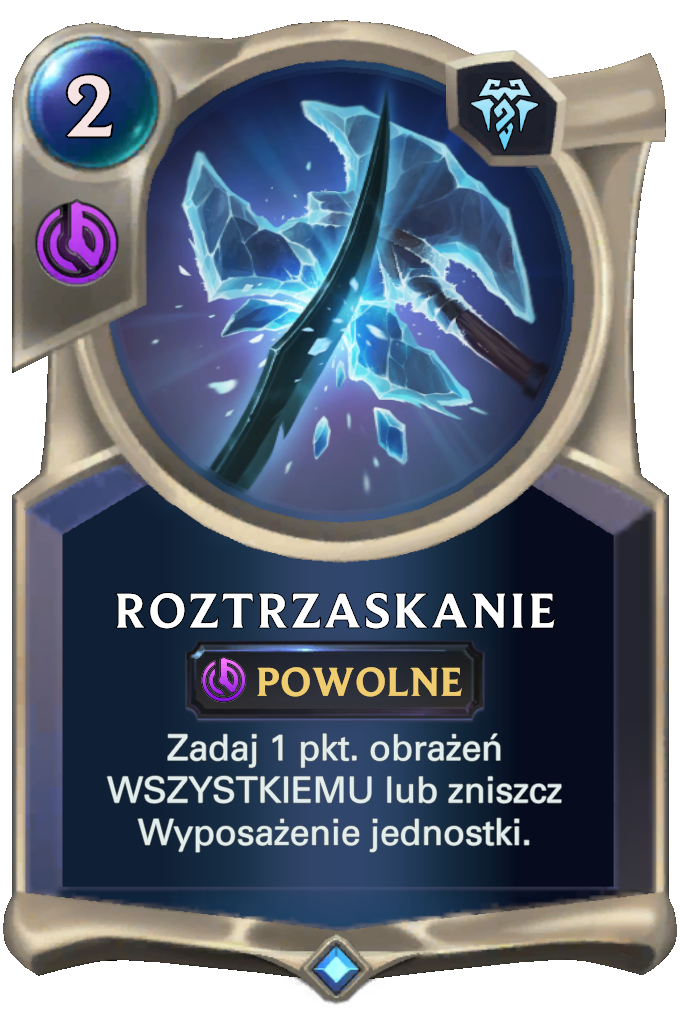 2
ROZTRZASKANIE
POWOLNE
Zadaj 1 pkt. obrażeń
WSZYSTKIEMU lub zniszcz
Wyposażenie jednostki.